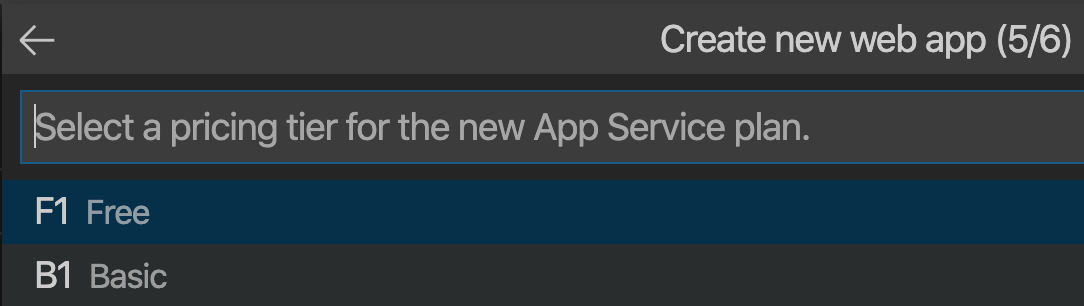 Create new web app (5/6)
Select a pricing tier for the new App Service plan.
F1 Free
B1 Basic